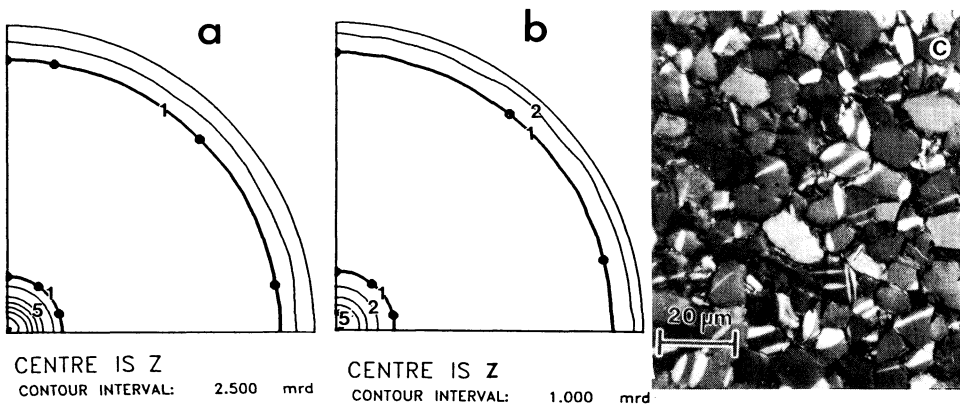 a
1
1
5
CENTRE IS Z
CONTOUR INTERVAL: 2.500 mrd
b
2
1
1
2
5
CENTRE IS Z
CONTOUR INTERVAL: 1.000 mrd
c
20 µm